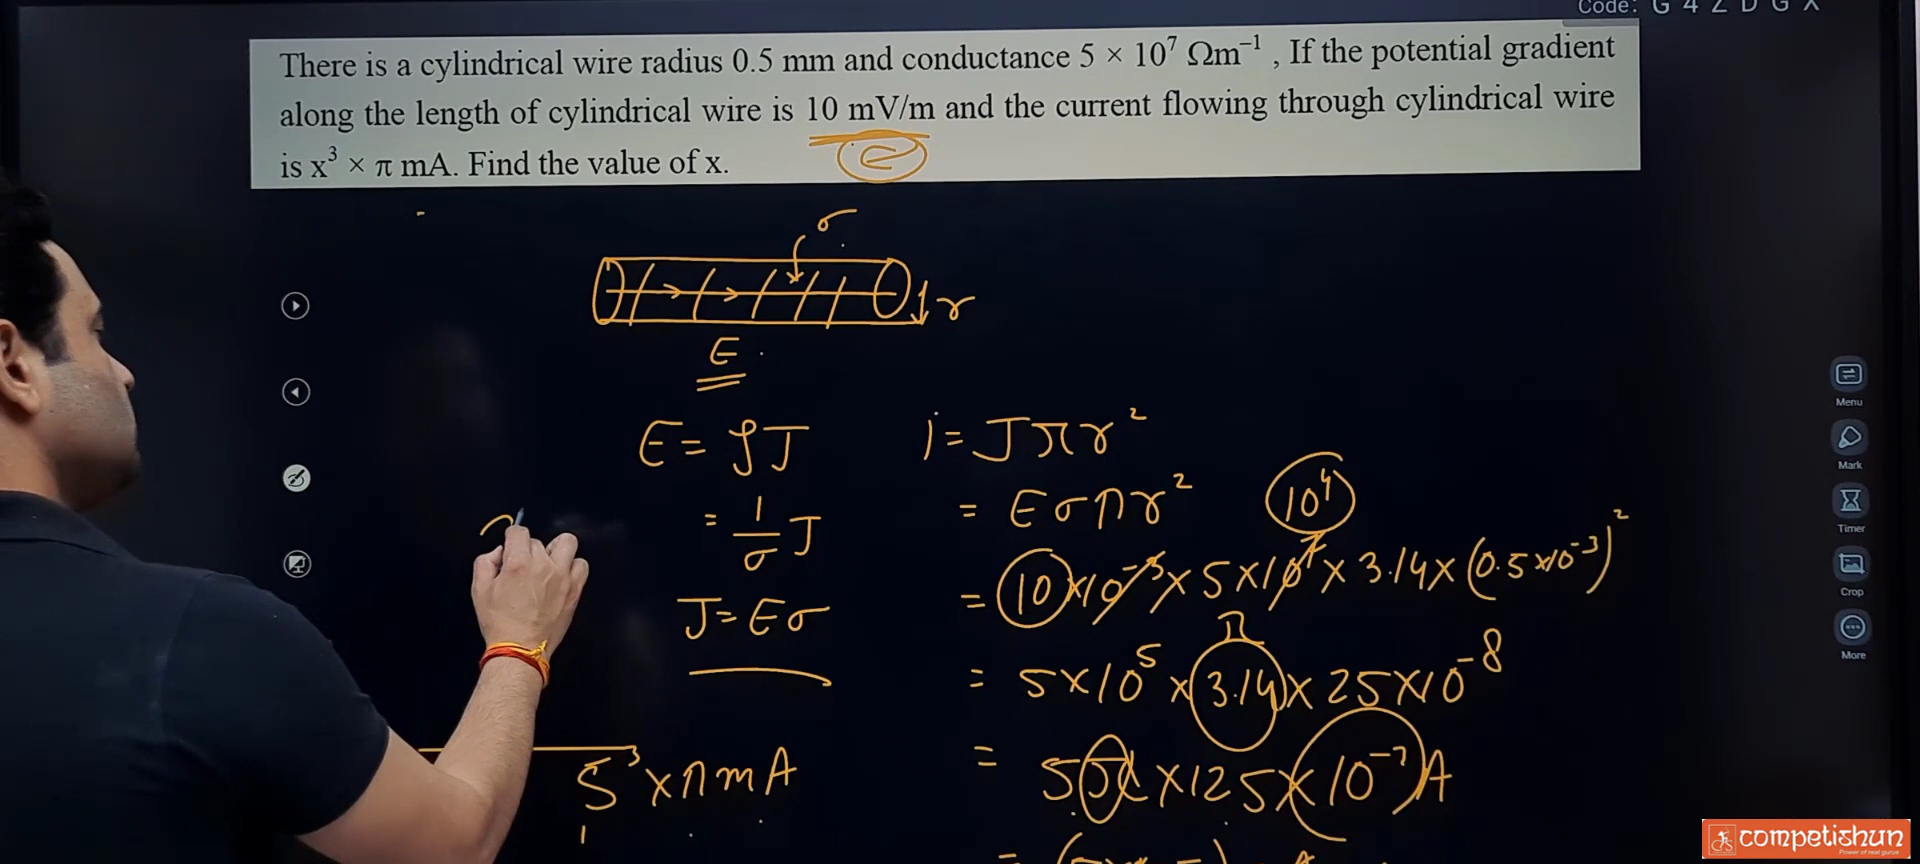 Code: G 4 Z D G X
There is a cylindrical wire radius 0.5 mm and conductance 5 × 10⁷ Ωm⁻¹ , If the potential gradient
along the length of cylindrical wire is 10 mV/m and the current flowing through cylindrical wire
is x³ × π mA. Find the value of x.
σ
r
E
E = ρJ
= 1/σ J
J = Eσ
5³ × π mA
i = Jπr²
= Eσπr²
10⁴
= 10 × 10⁻³ × 5 × 10⁷ × 3.14 × (0.5 × 10⁻³)²
π
= 5 × 10⁵ × 3.14 × 25 × 10⁻⁸
Menu
Mark
Timer
Crop
More
competishun